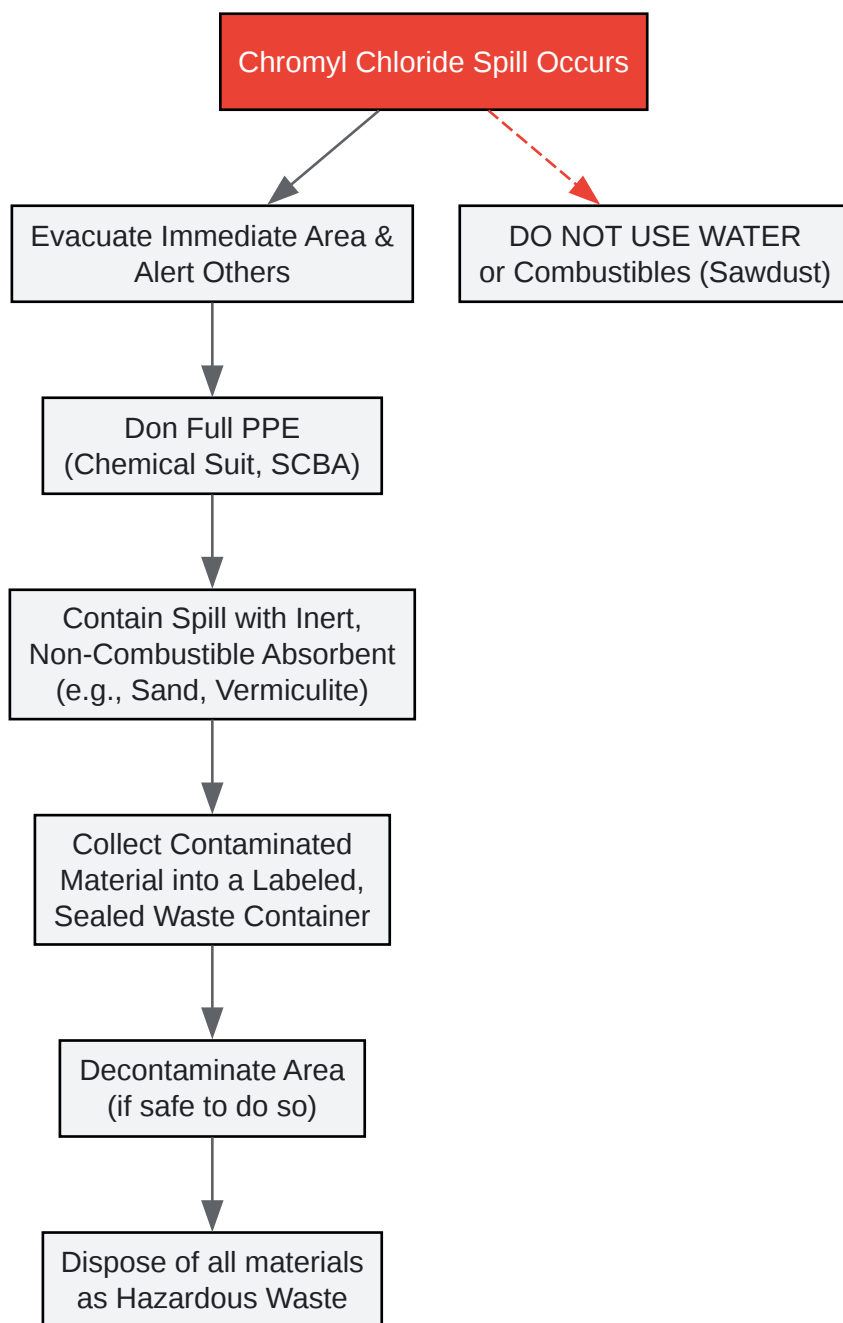 Chromyl Chloride Spill Occurs
Evacuate Immediate Area &
Alert Others
DO NOT USE WATER
or Combustibles (Sawdust)
Don Full PPE
(Chemical Suit, SCBA)
Contain Spill with Inert,
Non-Combustible Absorbent
(e.g., Sand, Vermiculite)
Collect Contaminated
Material into a Labeled,
Sealed Waste Container
Decontaminate Area
(if safe to do so)
Dispose of all materials
as Hazardous Waste